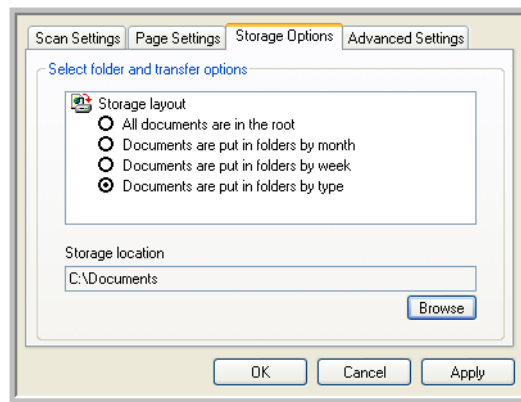 Scan Settings Page Settings Storage Options Advanced Settings
Select folder and transfer options
Storage layout
All documents are in the root
Documents are put in folders by month
Documents are put in folders by week
Documents are put in folders by type
Storage location
C:\Documents
Browse
OK Cancel Apply